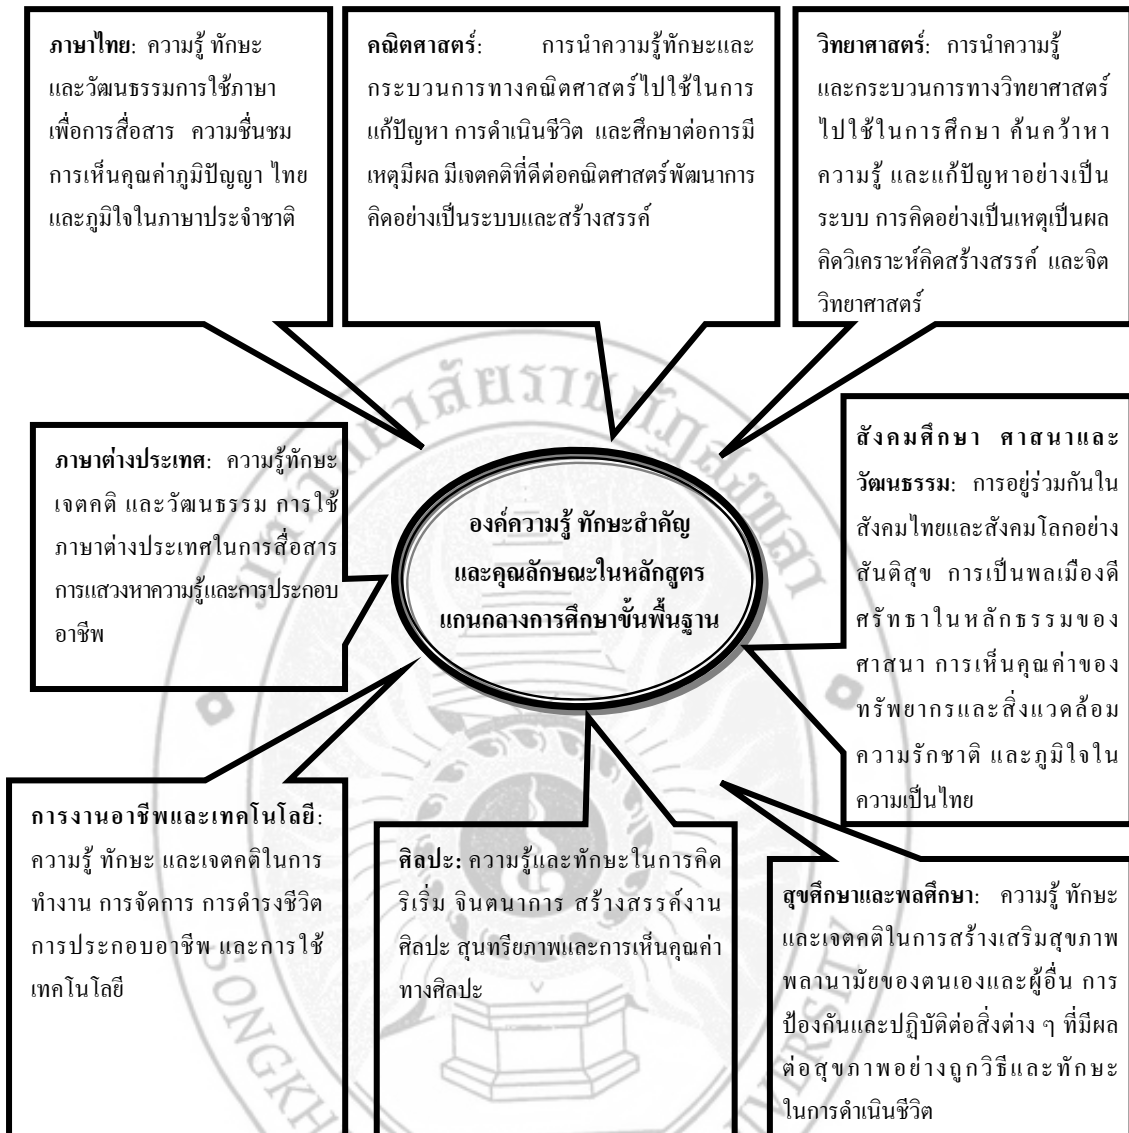 ภาษาไทย: ความรู้ ทักษะ
และวัฒนธรรมการใช้ภาษา
เพื่อการสื่อสาร ความชื่นชม
การเห็นคุณค่าภูมิปัญญา ไทย
และภูมิใจในภาษาประจำชาติ
คณิตศาสตร์: การนำความรู้ทักษะและ
กระบวนการทางคณิตศาสตร์ไปใช้ในการ
แก้ปัญหา การดำเนินชีวิต และศึกษาต่อการมี
เหตุมีผล มีเจตคติที่ดีต่อคณิตศาสตร์พัฒนาการ
คิดอย่างเป็นระบบและสร้างสรรค์
วิทยาศาสตร์: การนำความรู้
และกระบวนการทางวิทยาศาสตร์
ไปใช้ในการศึกษา ค้นคว้าหา
ความรู้ และแก้ปัญหาอย่างเป็น
ระบบ การคิดอย่างเป็นเหตุเป็นผล
คิดวิเคราะห์คิดสร้างสรรค์ และจิต
วิทยาศาสตร์
ภาษาต่างประเทศ: ความรู้ทักษะ
เจตคติ และวัฒนธรรม การใช้
ภาษาต่างประเทศในการสื่อสาร
การแสวงหาความรู้และการประกอบ
อาชีพ
องค์ความรู้ ทักษะสำคัญ
และคุณลักษณะในหลักสูตร
แกนกลางการศึกษาขั้นพื้นฐาน
สังคมศึกษา ศาสนาและ
วัฒนธรรม: การอยู่ร่วมกันใน
สังคมไทยและสังคมโลกอย่าง
สันติสุข การเป็นพลเมืองดี
ศรัทธาในหลักธรรมของ
ศาสนา การเห็นคุณค่าของ
ทรัพยากรและสิ่งแวดล้อม
ความรักชาติ และภูมิใจใน
ความเป็นไทย
การงานอาชีพและเทคโนโลยี:
ความรู้ ทักษะ และเจตคติในการ
ทำงาน การจัดการ การดำรงชีวิต
การประกอบอาชีพ และการใช้
เทคโนโลยี
ศิลปะ: ความรู้และทักษะในการคิด
ริเริ่ม จินตนาการ สร้างสรรค์งาน
ศิลปะ สุนทรียภาพและการเห็นคุณค่า
ทางศิลปะ
สุขศึกษาและพลศึกษา: ความรู้ ทักษะ
และเจตคติในการสร้างเสริมสุขภาพ
พลานามัยของตนเองและผู้อื่น การ
ป้องกันและปฏิบัติต่อสิ่งต่าง ๆ ที่มีผล
ต่อสุขภาพอย่างถูกวิธีและทักษะ
ในการดำเนินชีวิต